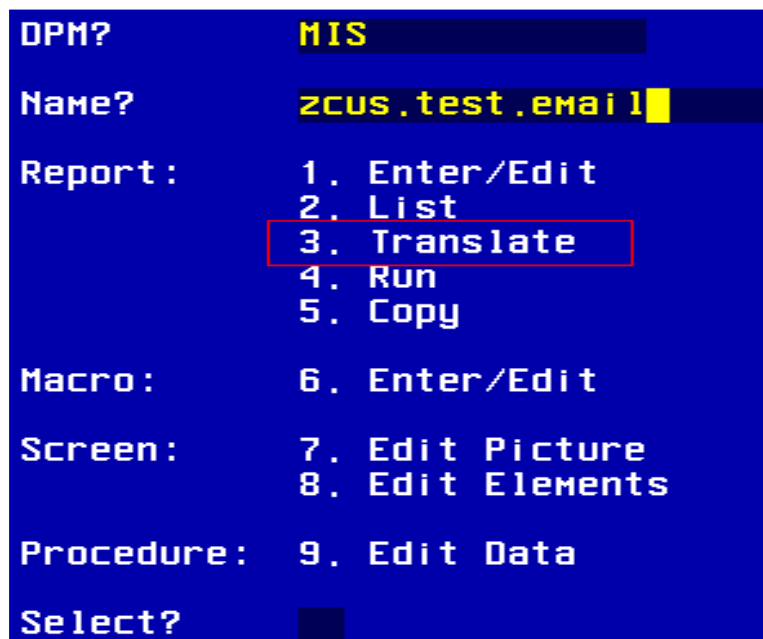 DPM? MIS
Name? zcus.test.email
Report: 1. Enter/Edit
2. List
3. Translate
4. Run
5. Copy
Macro: 6. Enter/Edit
Screen: 7. Edit Picture
8. Edit Elements
Procedure: 9. Edit Data
Select?